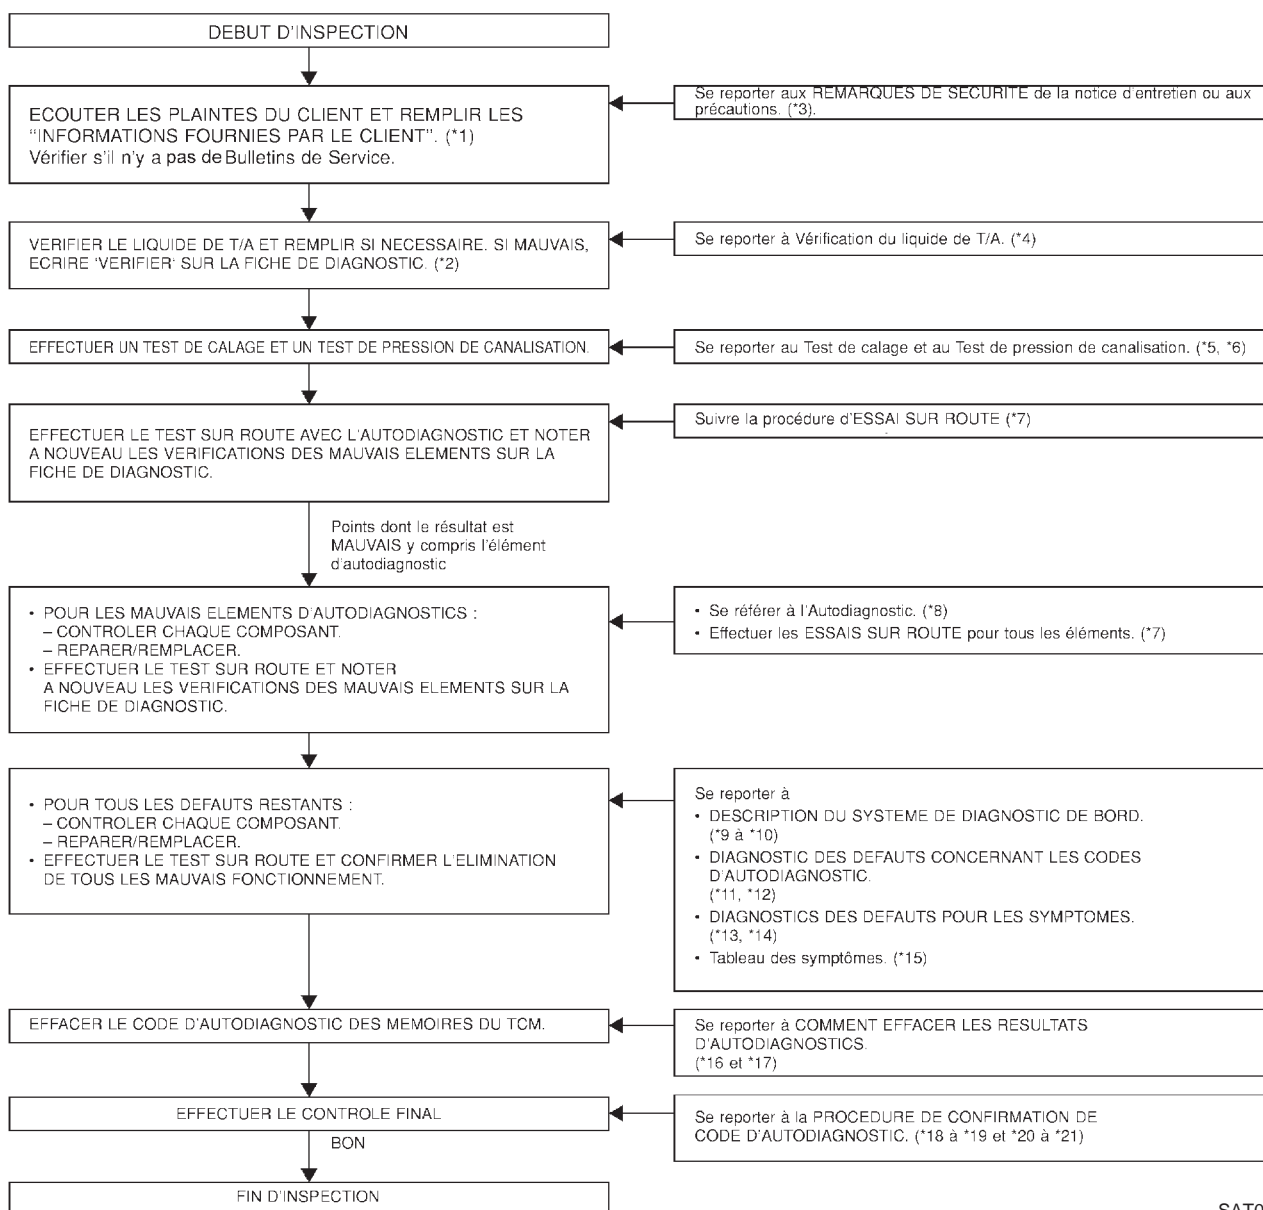 DEBUT D'INSPECTION
ECOUTER LES PLAINTES DU CLIENT ET REMPLIR LES
"INFORMATIONS FOURNIES PAR LE CLIENT". (*1)
Vérifier s'il n'y a pas de Bulletins de Service.
Se reporter aux REMARQUES DE SECURITE de la notice d'entretien ou aux
précautions. (*3).
VERIFIER LE LIQUIDE DE T/A ET REMPLIR SI NECESSAIRE. SI MAUVAIS,
ECRIRE 'VERIFIER' SUR LA FICHE DE DIAGNOSTIC. (*2)
Se reporter à Vérification du liquide de T/A. (*4)
EFFECTUER UN TEST DE CALAGE ET UN TEST DE PRESSION DE CANALISATION.
Se reporter au Test de calage et au Test de pression de canalisation. (*5, *6)
EFFECTUER LE TEST SUR ROUTE AVEC L'AUTODIAGNOSTIC ET NOTER
A NOUVEAU LES VERIFICATIONS DES MAUVAIS ELEMENTS SUR LA
FICHE DE DIAGNOSTIC.
Suivre la procédure d'ESSAI SUR ROUTE (*7)
Points dont le résultat est
MAUVAIS y compris l'élément
d'autodiagnostic
• POUR LES MAUVAIS ELEMENTS D'AUTODIAGNOSTICS :
– CONTROLER CHAQUE COMPOSANT.
– REPARER/REMPLACER.
• EFFECTUER LE TEST SUR ROUTE ET NOTER
A NOUVEAU LES VERIFICATIONS DES MAUVAIS ELEMENTS SUR LA
FICHE DE DIAGNOSTIC.
• Se référer à l'Autodiagnostic. (*8)
• Effectuer les ESSAIS SUR ROUTE pour tous les éléments. (*7)
• POUR TOUS LES DEFAUTS RESTANTS :
– CONTROLER CHAQUE COMPOSANT.
– REPARER/REMPLACER.
• EFFECTUER LE TEST SUR ROUTE ET CONFIRMER L'ELIMINATION
DE TOUS LES MAUVAIS FONCTIONNEMENT.
Se reporter à
• DESCRIPTION DU SYSTEME DE DIAGNOSTIC DE BORD.
(*9 à *10)
• DIAGNOSTIC DES DEFAUTS CONCERNANT LES CODES
D'AUTODIAGNOSTIC.
(*11, *12)
• DIAGNOSTICS DES DEFAUTS POUR LES SYMPTOMES.
(*13, *14)
• Tableau des symptômes. (*15)
EFFACER LE CODE D'AUTODIAGNOSTIC DES MEMOIRES DU TCM.
Se reporter à COMMENT EFFACER LES RESULTATS
D'AUTODIAGNOSTICS.
(*16 et *17)
EFFECTUER LE CONTROLE FINAL
Se reporter à la PROCEDURE DE CONFIRMATION DE
CODE D'AUTODIAGNOSTIC. (*18 à *19 et *20 à *21)
BON
FIN D'INSPECTION
SAT0